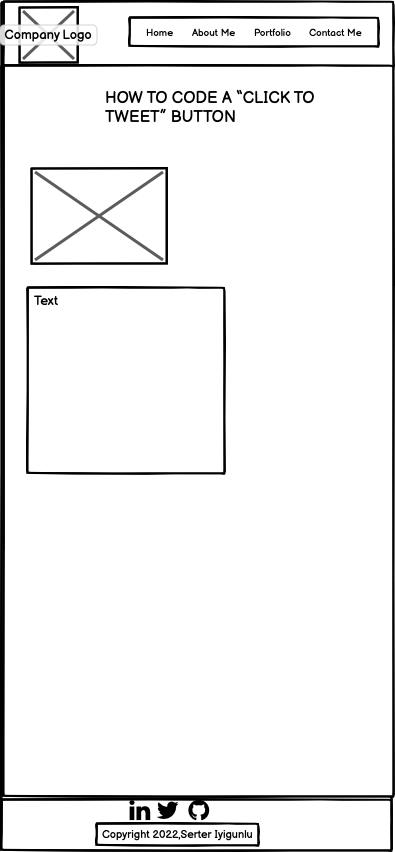 Company Logo
Home About Me Portfolio Contact Me
HOW TO CODE A “CLICK TO
TWEET” BUTTON
Text
in
Copyright 2022,Serter Iyigunlu